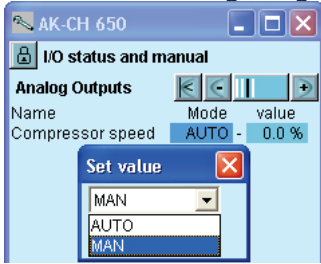 AK-CH 650
I/O status and manual
Analog Outputs
Name Mode value
Compressor speed AUTO - 0.0 %
Set value
MAN
AUTO
MAN